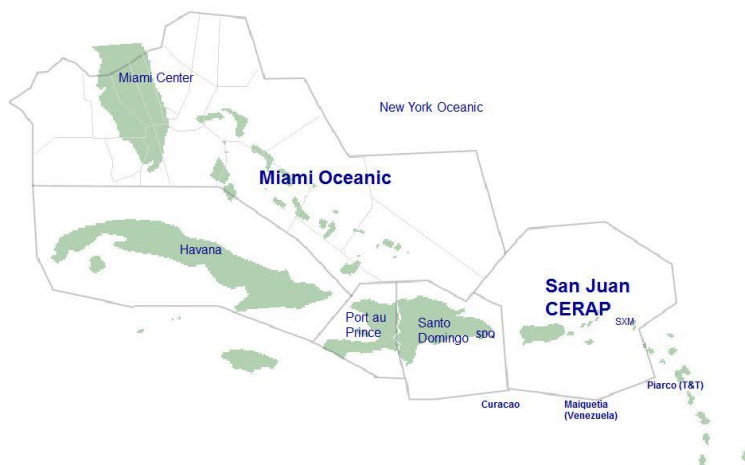 Miami Center
New York Oceanic
Miami Oceanic
Havana
San Juan
CERAP
Port au
Prince
Santo
Domingo
SDQ
SXM
Piarco (T&T)
Curacao
Maiquetia
(Venezuela)